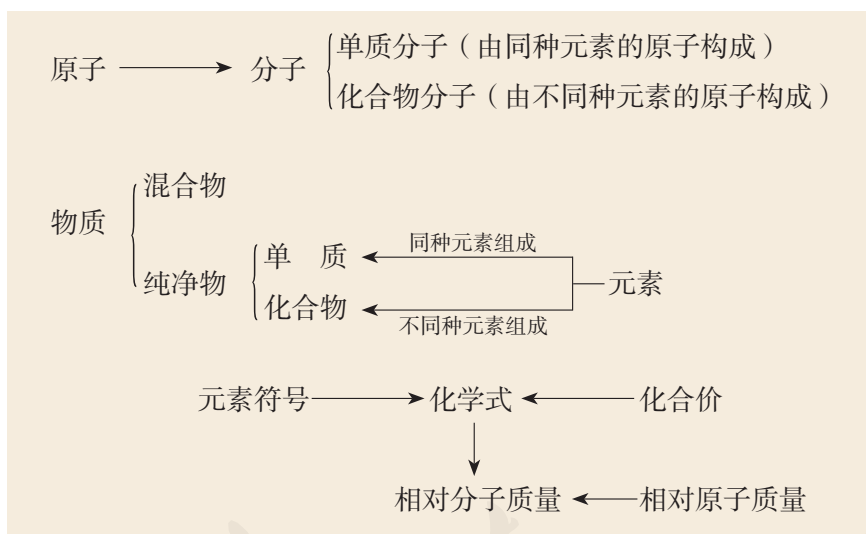 原子 分子 单质分子（由同种元素的原子构成）
化合物分子（由不同种元素的原子构成）
混合物
物质
纯净物 单 质 同种元素组成
元素
化合物 不同种元素组成
元素符号 化学式 化合价
相对分子质量 相对原子质量